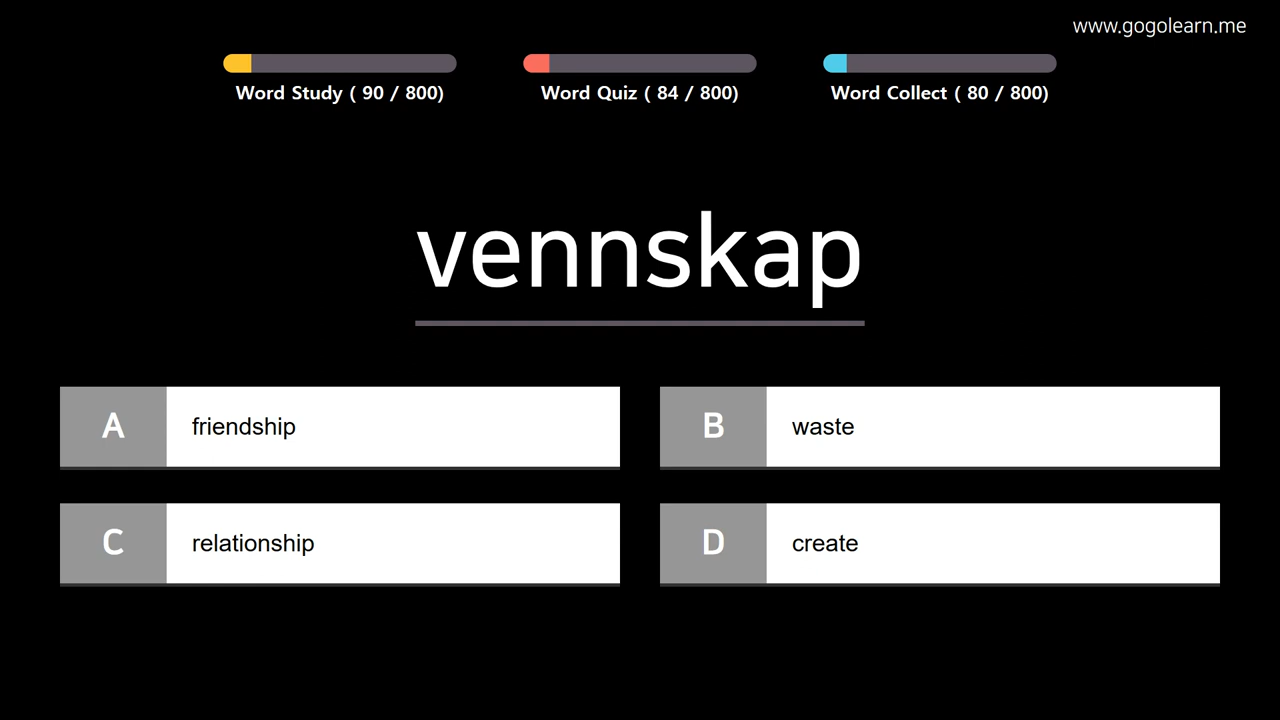 www.gogolearn.me
Word Study ( 90 / 800)
Word Quiz ( 84 / 800)
Word Collect ( 80 / 800)
vennskap
A friendship
B waste
C relationship
D create